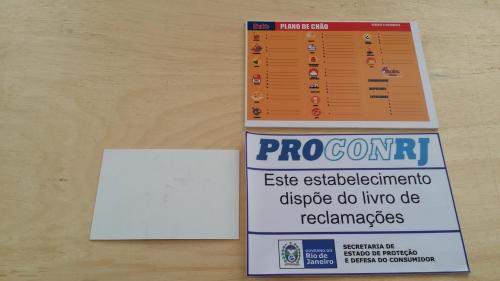 PLANO DE CHÃO
PROCONRJ
Este estabelecimento
dispõe do livro de
reclamações
GOVERNO DO
Rio de
Janeiro
SECRETARIA DE
ESTADO DE PROTEÇÃO
E DEFESA DO CONSUMIDOR